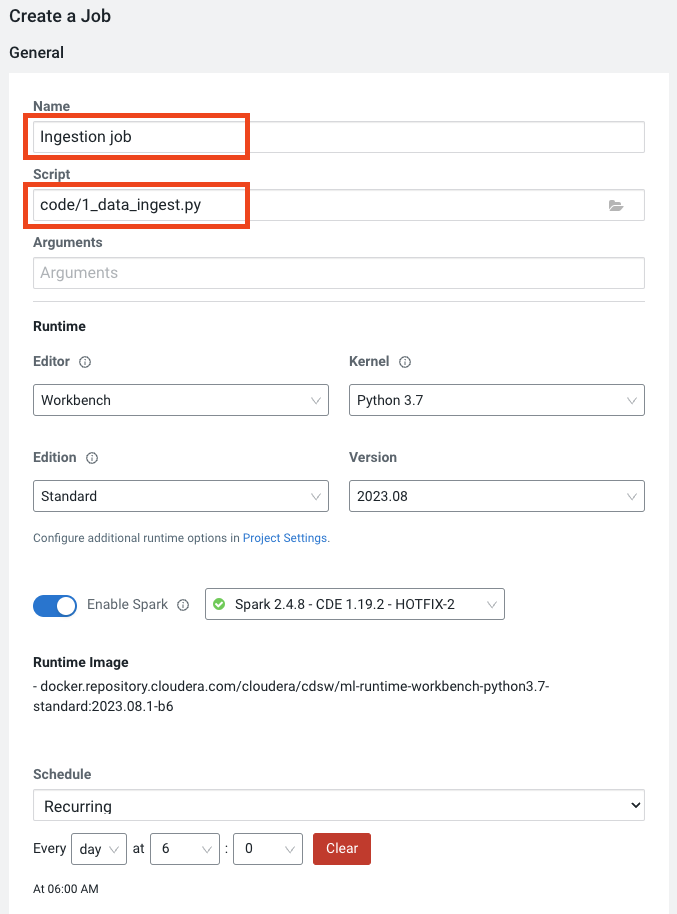 Create a Job
General
Name
Ingestion job
Script
code/1_data_ingest.py
Arguments
Arguments
Runtime
Editor Kernel
Workbench Python 3.7
Edition Version
Standard 2023.08
Configure additional runtime options in Project Settings.
Enable Spark Spark 2.4.8 - CDE 1.19.2 - HOTFIX-2
Runtime Image
- docker.repository.cloudera.com/cloudera/cdsw/ml-runtime-workbench-python3.7-
standard:2023.08.1-b6
Schedule
Recurring
Every day at 6 : 0 Clear
At 06:00 AM